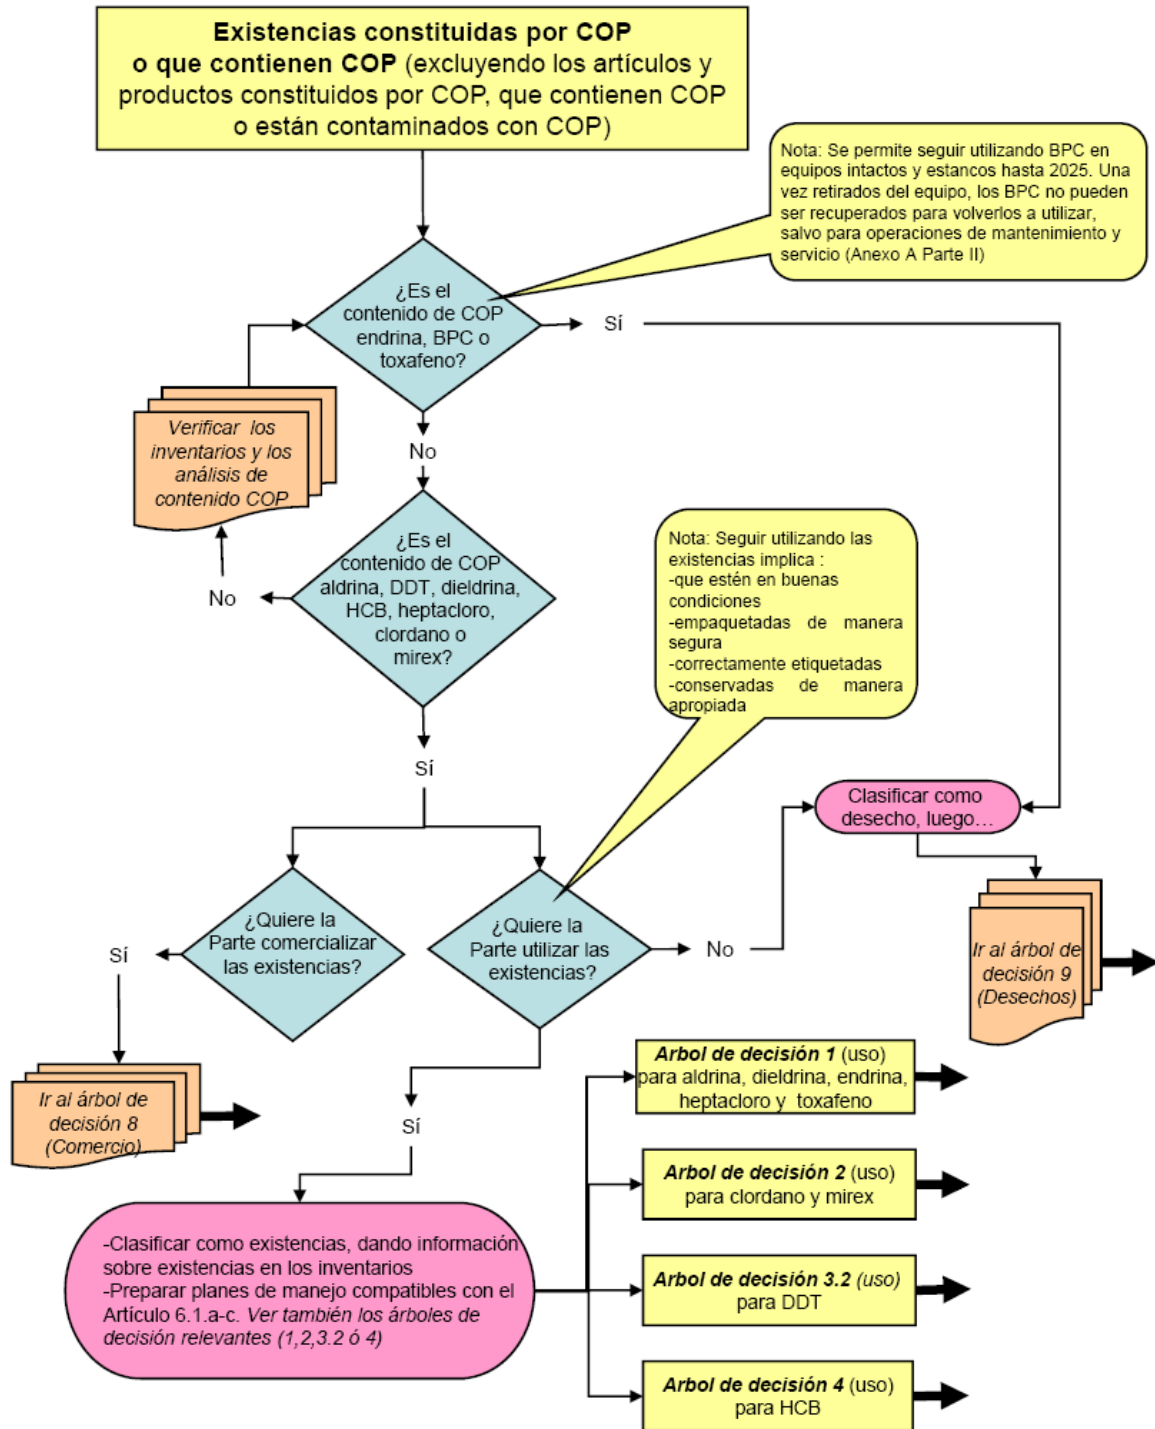 Existencias constituidas por COP
o que contienen COP (excluyendo los artículos y
productos constituidos por COP, que contienen COP
o están contaminados con COP)
Nota: Se permite seguir utilizando BPC en
equipos intactos y estancos hasta 2025. Una
vez retirados del equipo, los BPC no pueden
ser recuperados para volverlos a utilizar,
salvo para operaciones de mantenimiento y
servicio (Anexo A Parte II)
¿Es el
contenido de COP
endrina, BPC o
toxafeno?
Sí
No
Verificar los
inventarios y los
análisis de
contenido COP
¿Es el
contenido de COP
aldrina, DDT, dieldrina,
HCB, heptacloro,
clordano o
mirex?
No
Sí
Nota: Seguir utilizando las
existencias implica :
-que estén en buenas
condiciones
-empaquetadas de manera
segura
-correctamente etiquetadas
-conservadas de manera
apropiada
Clasificar como
desecho, luego…
¿Quiere la
Parte comercializar
las existencias?
Sí
¿Quiere la
Parte utilizar las
existencias?
No
Ir al árbol de
decisión 9
(Desechos)
Ir al árbol de
decisión 8
(Comercio)
Sí
-Clasificar como existencias, dando información
sobre existencias en los inventarios
-Preparar planes de manejo compatibles con el
Artículo 6.1.a-c. Ver también los árboles de
decisión relevantes (1,2,3.2 ó 4)
Arbol de decisión 1 (uso)
para aldrina, dieldrina, endrina,
heptacloro y toxafeno
Arbol de decisión 2 (uso)
para clordano y mirex
Arbol de decisión 3.2 (uso)
para DDT
Arbol de decisión 4 (uso)
para HCB